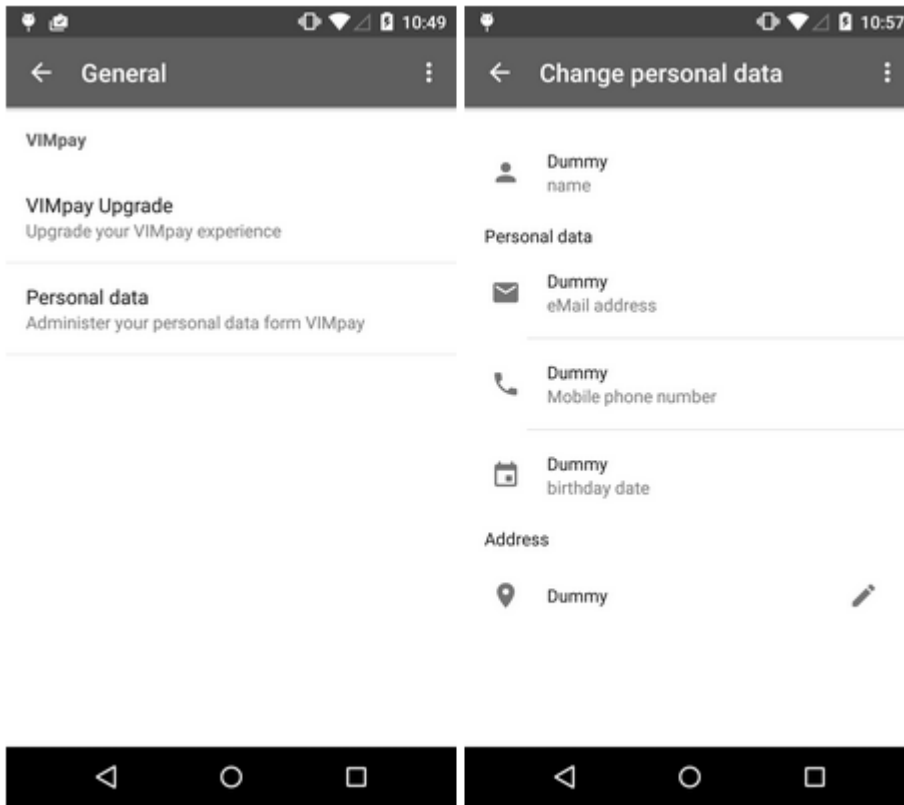 10:49
General
VIMpay
VIMpay Upgrade
Upgrade your VIMpay experience
Personal data
Administer your personal data form VIMpay
10:57
Change personal data
Dummy
name
Personal data
Dummy
eMail address
Dummy
Mobile phone number
Dummy
birthday date
Address
Dummy